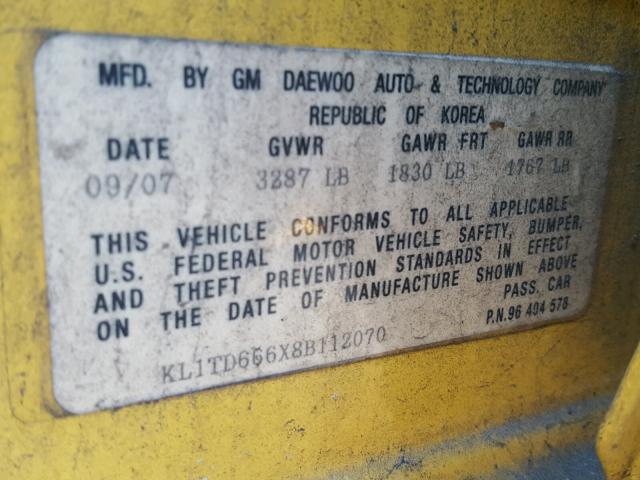 MFD. BY GM DAEWOO AUTO & TECHNOLOGY COMPANY
REPUBLIC OF KOREA
DATE GVWR GAWR FRT GAWR RR
09/07 3287 LB 1830 LB 1767 LB
THIS VEHICLE CONFORMS TO ALL APPLICABLE
U.S. FEDERAL MOTOR VEHICLE SAFETY, BUMPER,
AND THEFT PREVENTION STANDARDS IN EFFECT
ON THE DATE OF MANUFACTURE SHOWN ABOVE
PASS. CAR
P.N.96 494 578
KL1TD666X8B112070